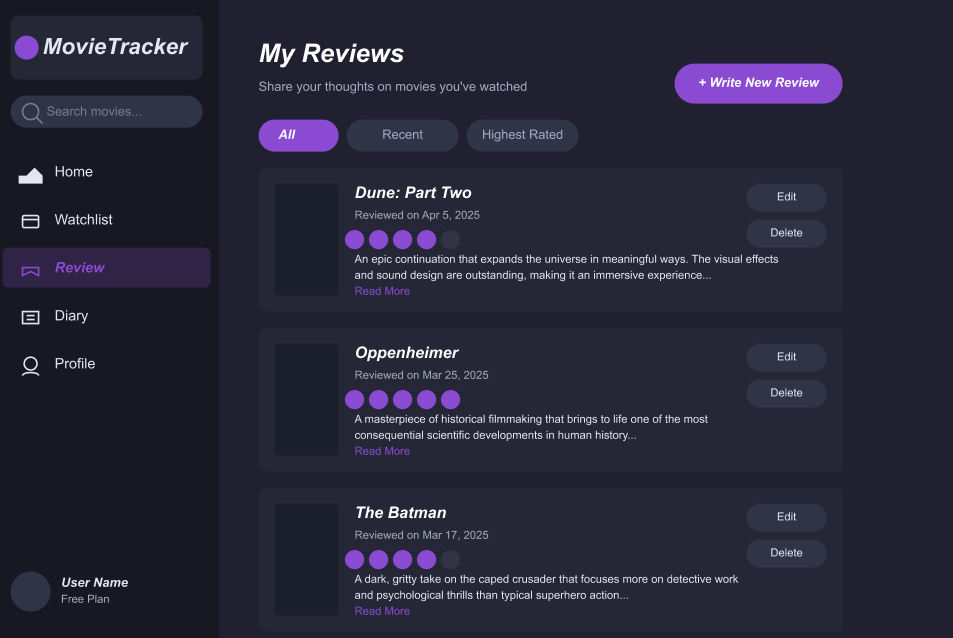 MovieTracker
Search movies...
Home
Watchlist
Review
Diary
Profile
User Name
Free Plan
My Reviews
Share your thoughts on movies you've watched
+ Write New Review
All
Recent
Highest Rated
Dune: Part Two
Reviewed on Apr 5, 2025
An epic continuation that expands the universe in meaningful ways. The visual effects
and sound design are outstanding, making it an immersive experience...
Read More
Edit
Delete
Oppenheimer
Reviewed on Mar 25, 2025
A masterpiece of historical filmmaking that brings to life one of the most
consequential scientific developments in human history...
Read More
Edit
Delete
The Batman
Reviewed on Mar 17, 2025
A dark, gritty take on the caped crusader that focuses more on detective work
and psychological thrills than typical superhero action...
Read More
Edit
Delete